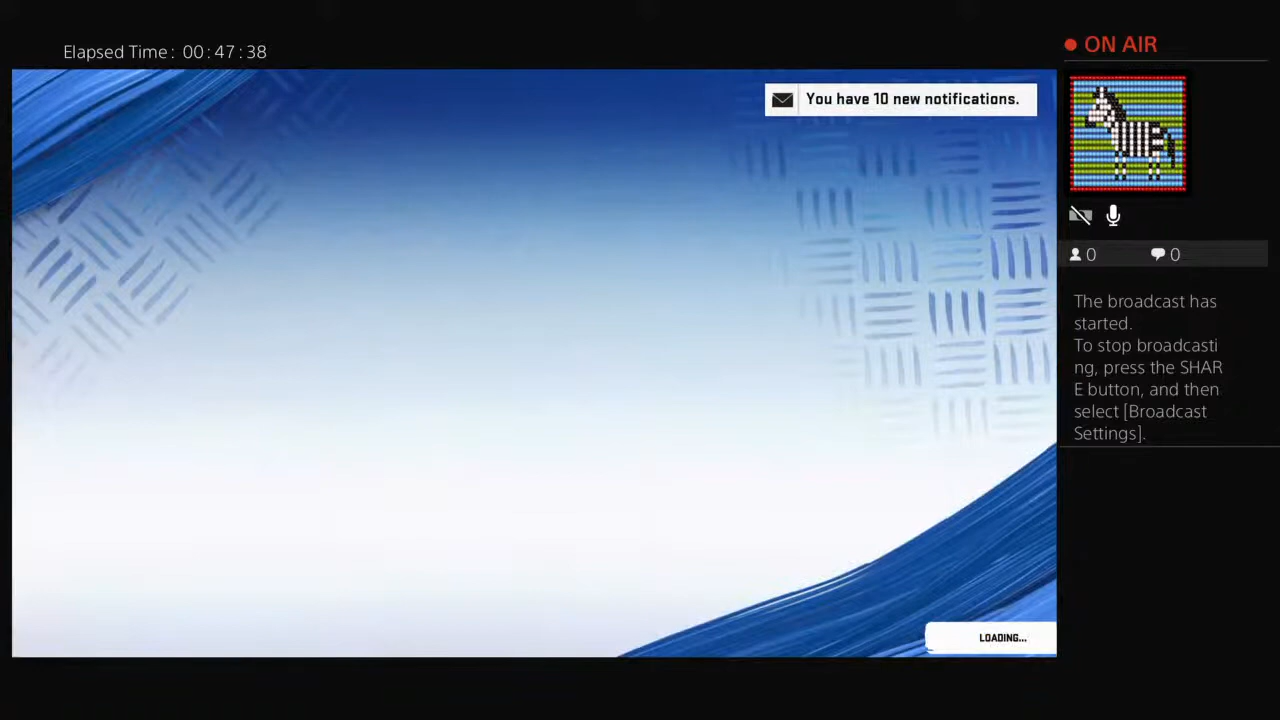 Elapsed Time: 00:47:38
ON AIR
You have 10 new notifications.
0 0
The broadcast has
started.
To stop broadcasti
ng, press the SHAR
E button, and then
select [Broadcast
Settings].
LOADING...